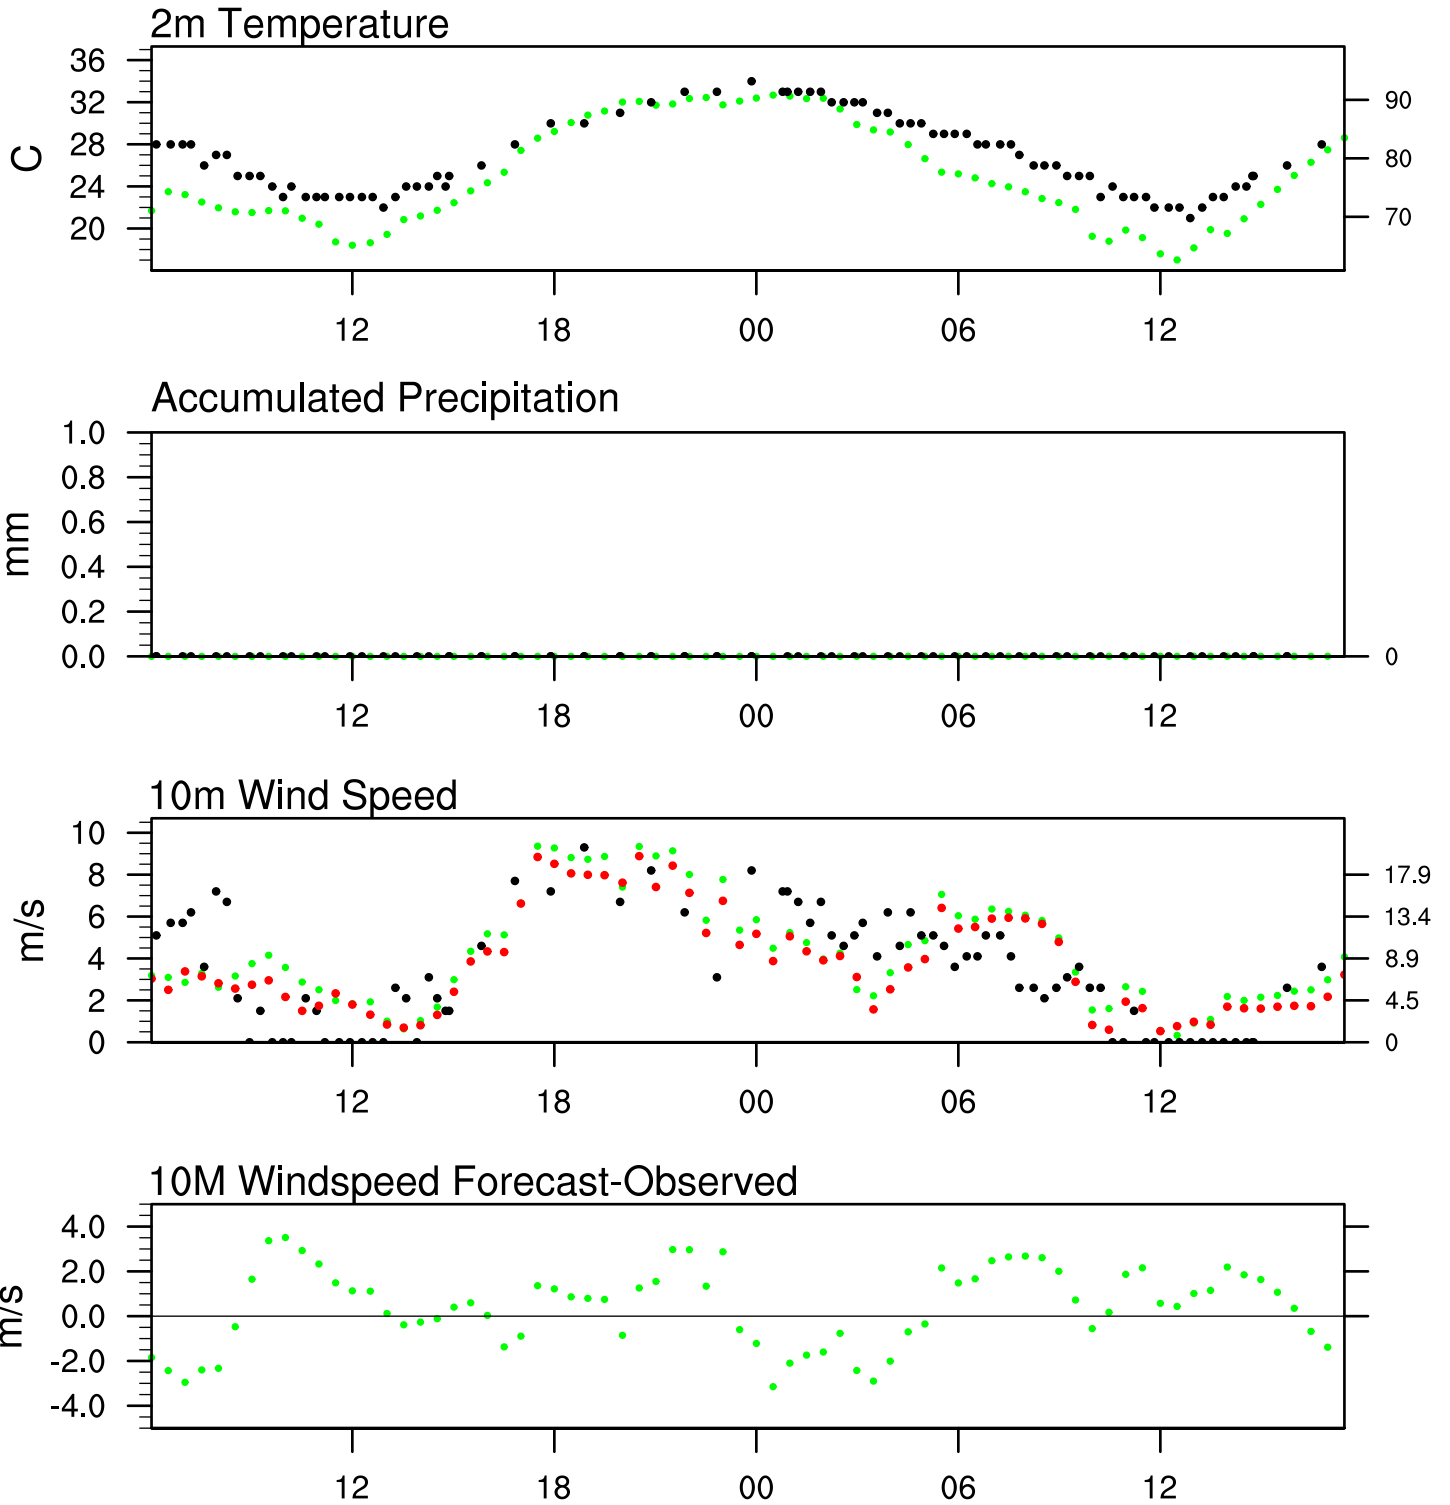 2m Temperature
36
32
28
24
20
C
90
80
70
12 18 00 06 12
Accumulated Precipitation
1.0
0.8
0.6
0.4
0.2
0.0
mm
0
12 18 00 06 12
10m Wind Speed
10
8
6
4
2
0
m/s
17.9
13.4
8.9
4.5
0
12 18 00 06 12
10M Windspeed Forecast-Observed
4.0
2.0
0.0
-2.0
-4.0
m/s
12 18 00 06 12